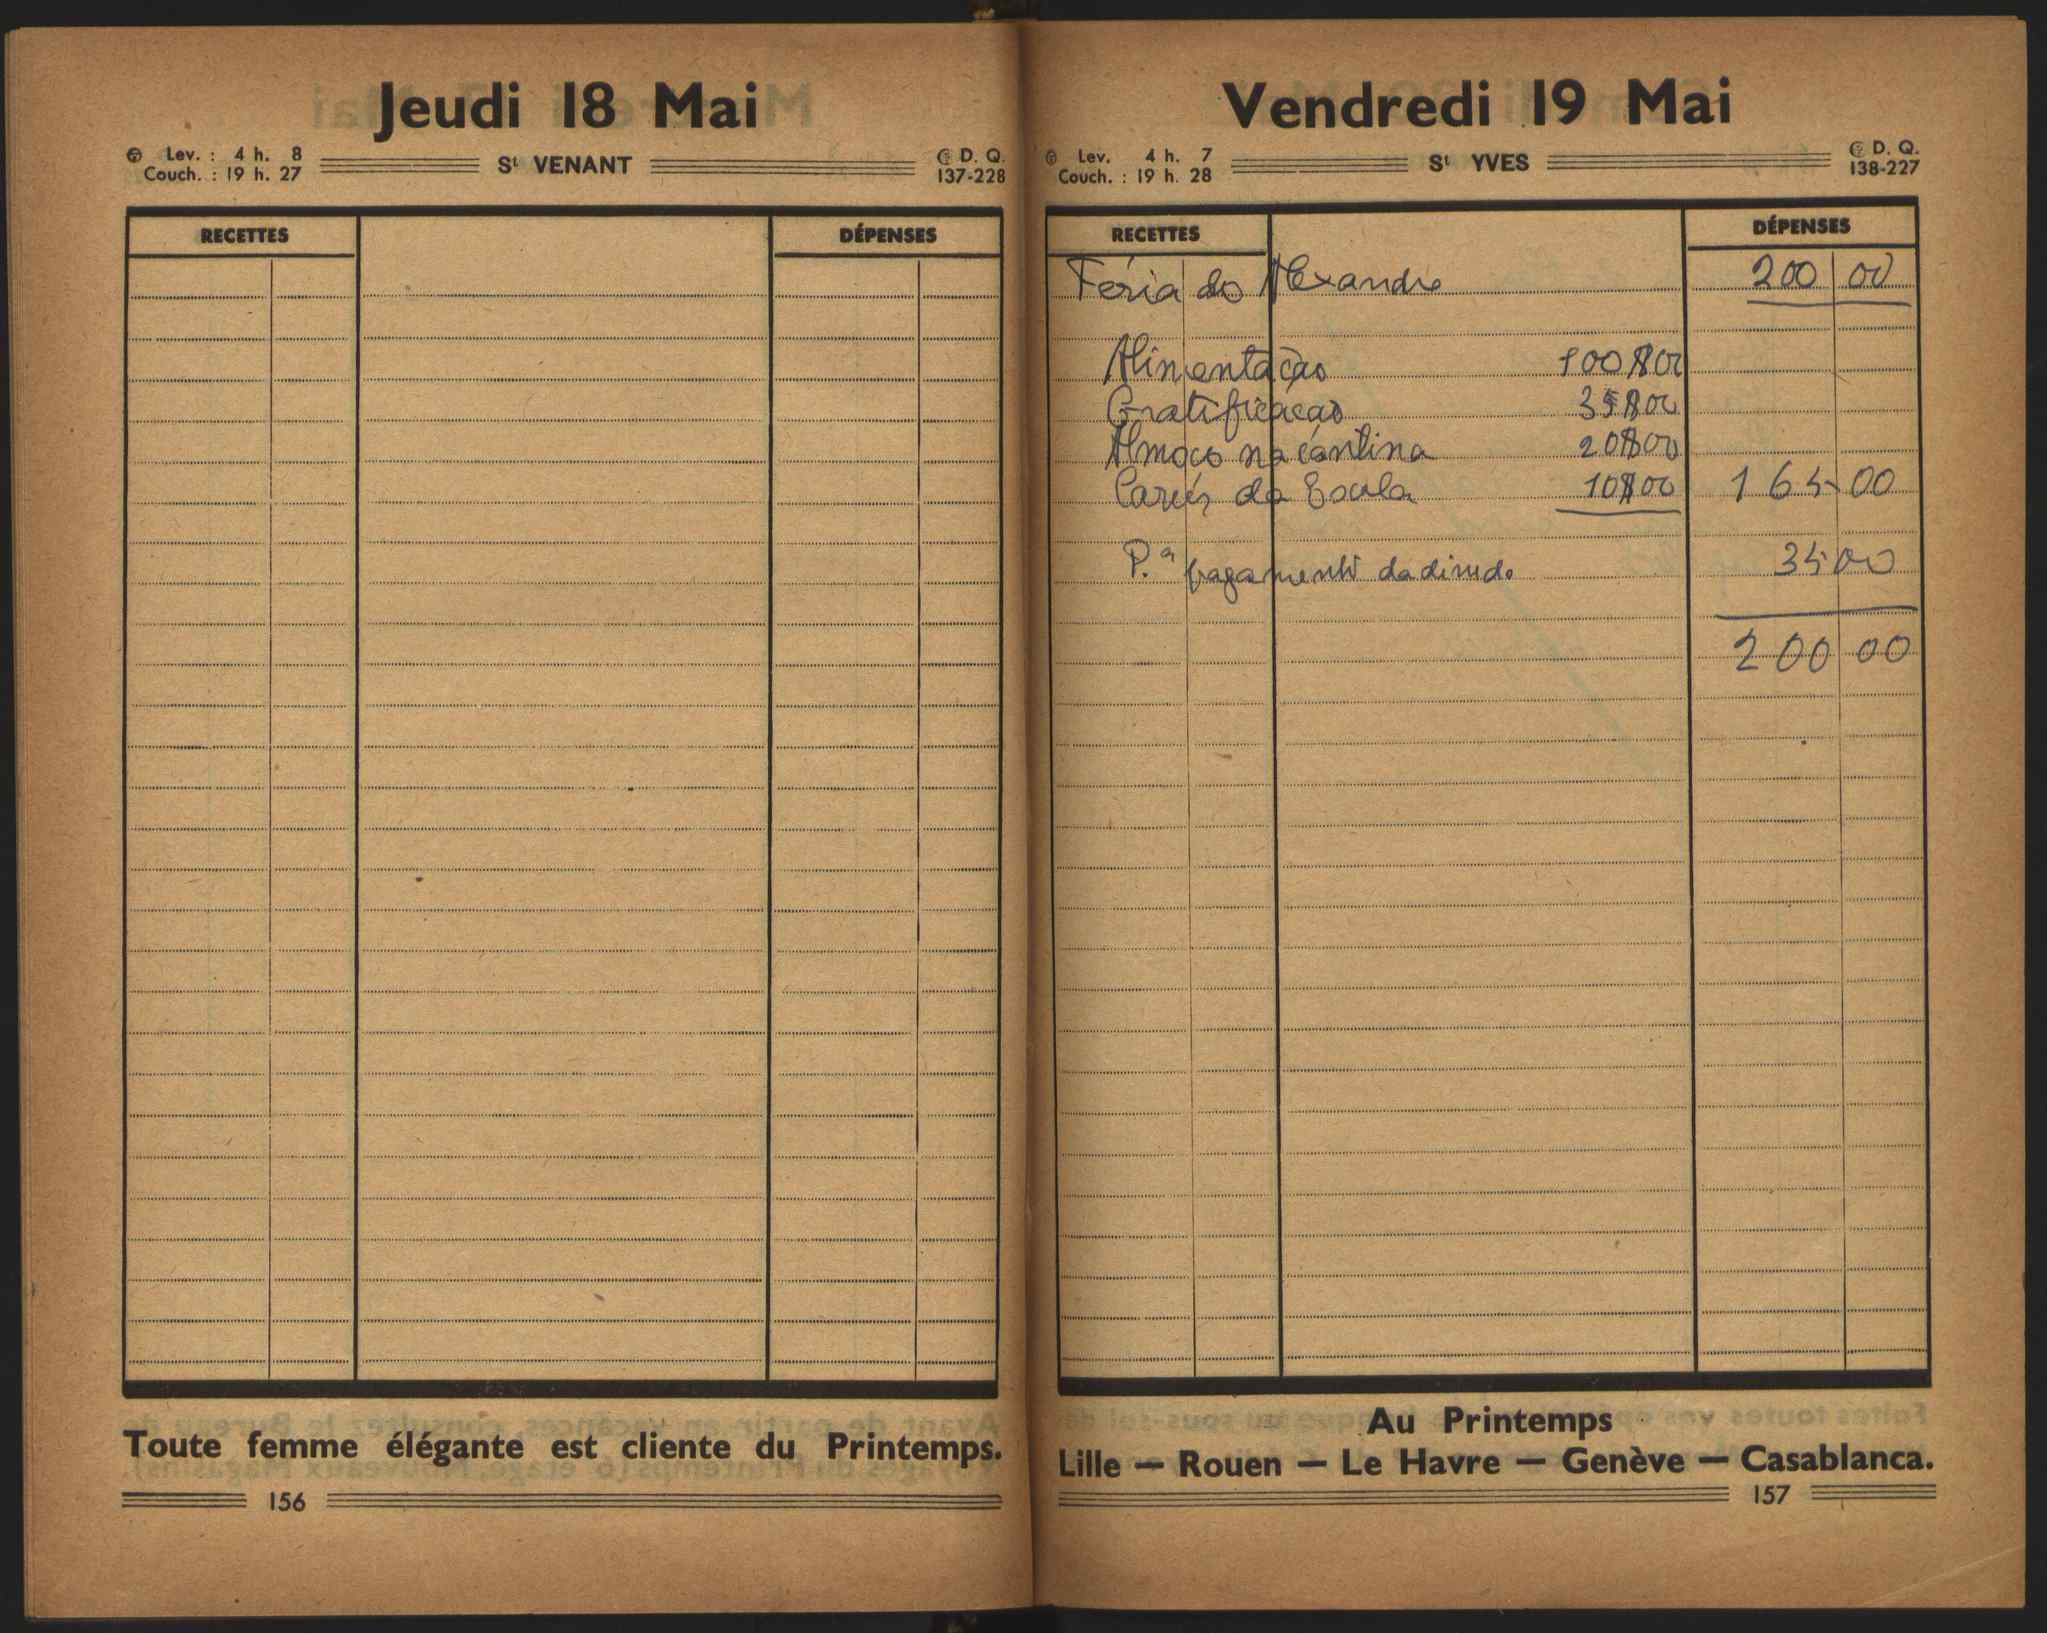 Jeudi 18 Mai
Lev. : 4 h. 8
Couch. : 19 h. 27
St VENANT
D. Q.
137-228
RECETTES DÉPENSES
Toute femme élégante est cliente du Printemps.
156
Vendredi 19 Mai
Lev. 4 h. 7
Couch. : 19 h. 28
St YVES
D. Q.
138-227
RECETTES DÉPENSES
Féria do Alexandre 200 00
Alimentação 100$00
Gratificação 35$00
Almoço na cantina 20$00
da Escola 10$00 165 00
P.ª pagamento da divida 35 00
200 00
Au Printemps
Lille — Rouen — Le Havre — Genève — Casablanca.
157